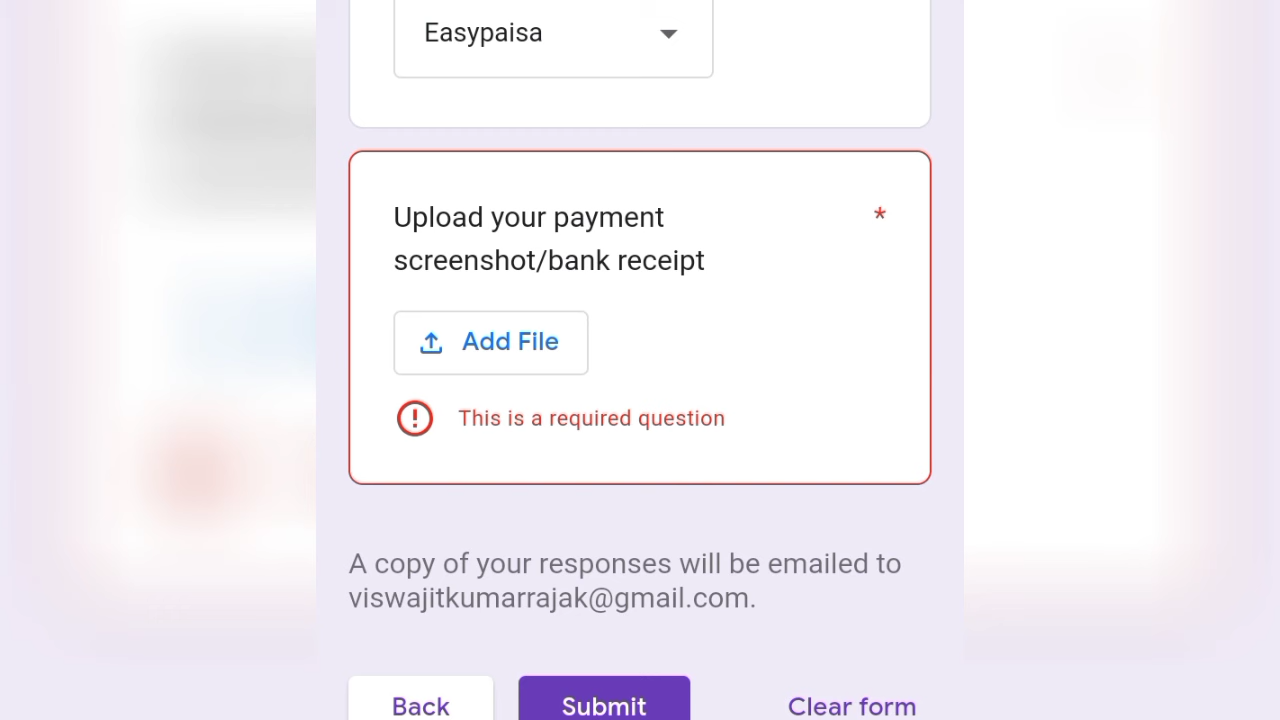 Easypaisa
Upload your payment *
screenshot/bank receipt
Add File
This is a required question
A copy of your responses will be emailed to
viswajitkumarrajak@gmail.com.
Back Submit Clear form